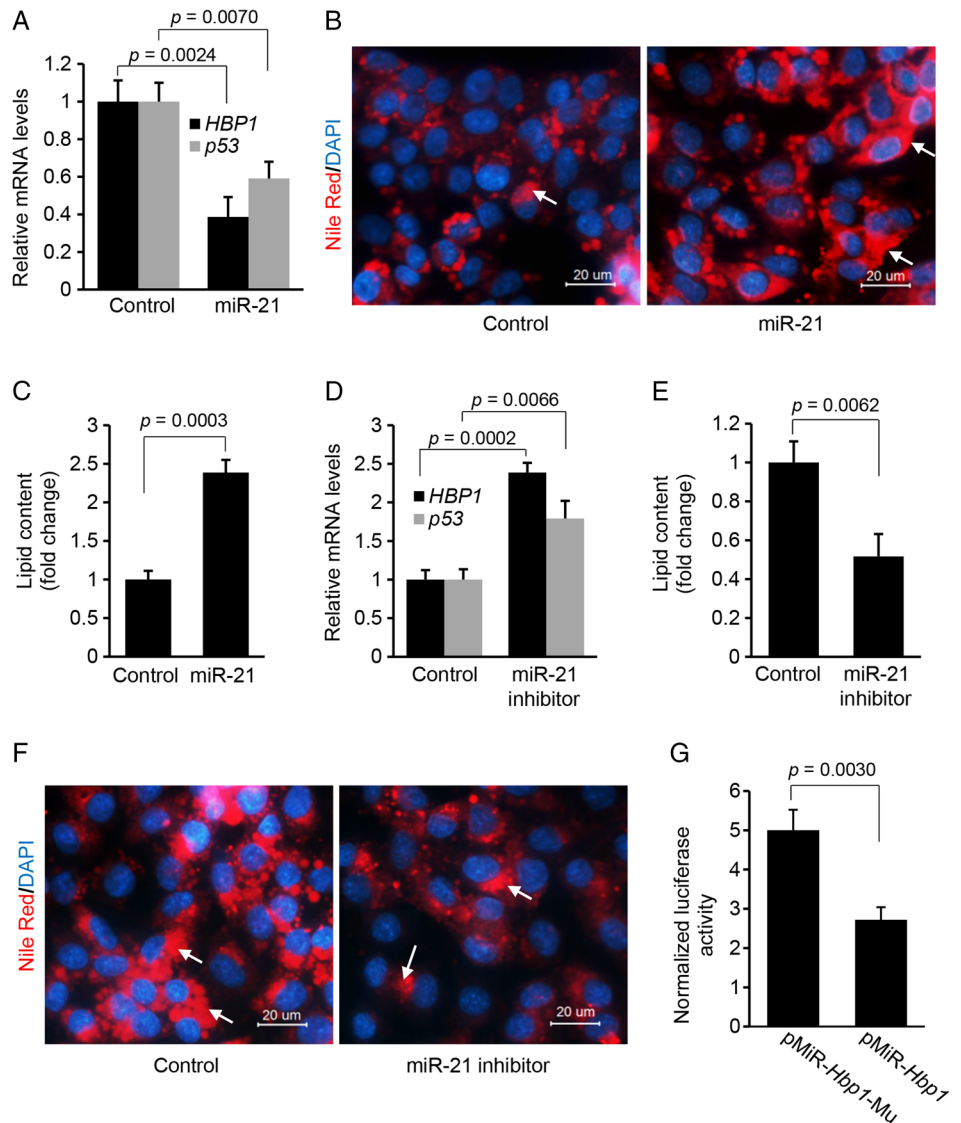 A
p = 0.0070
p = 0.0024
Relative mRNA levels
1.2
1
0.8
0.6
0.4
0.2
0
HBP1
p53
Control
miR-21
B
Nile Red/DAPI
20 um
20 um
Control
miR-21
C
p = 0.0003
Lipid content
(fold change)
3
2.5
2
1.5
1
0.5
0
Control
miR-21
D
p = 0.0066
p = 0.0002
Relative mRNA levels
3
2.5
2
1.5
1
0.5
0
HBP1
p53
Control
miR-21
inhibitor
E
p = 0.0062
Lipid content
(fold change)
1.2
1
0.8
0.6
0.4
0.2
0
Control
miR-21
inhibitor
F
Nile Red/DAPI
20 um
20 um
Control
miR-21 inhibitor
G
p = 0.0030
Normalized luciferase
activity
6
5
4
3
2
1
0
pMiR-Hbp1-Mu
pMiR-Hbp1